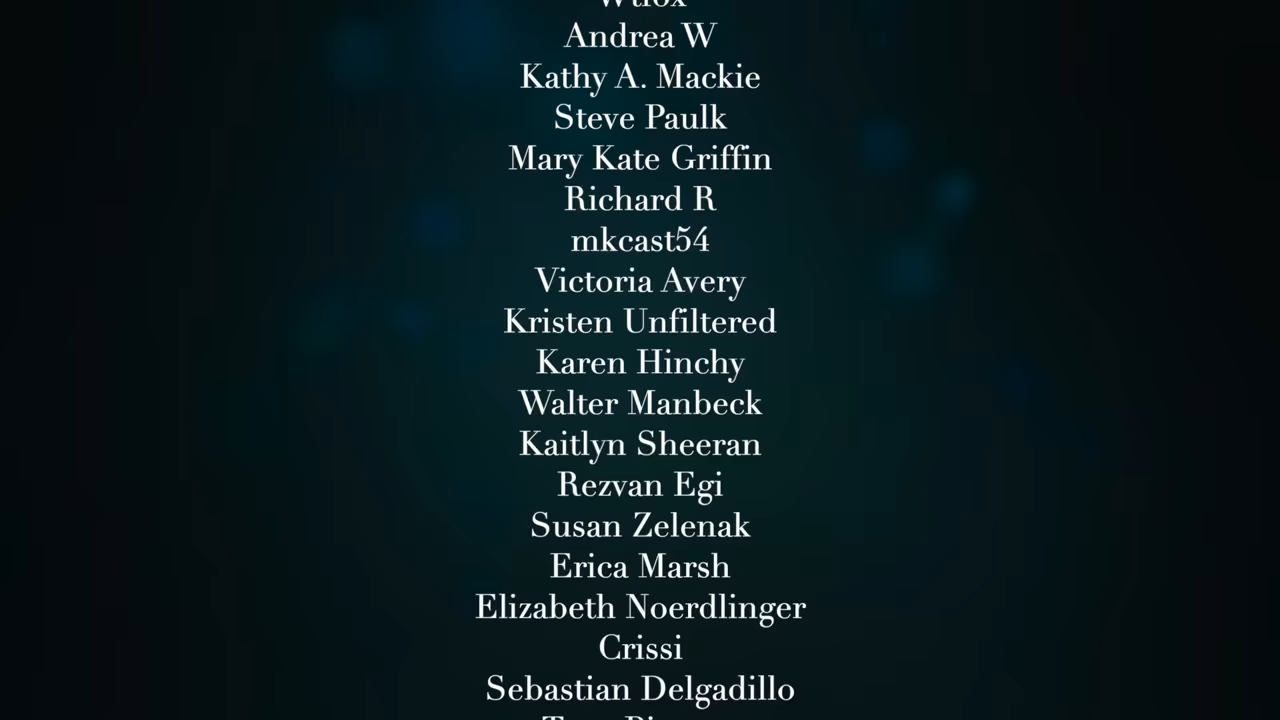 Andrea W
Kathy A. Mackie
Steve Paulk
Mary Kate Griffin
Richard R
mkcast54
Victoria Avery
Kristen Unfiltered
Karen Hinchy
Walter Manbeck
Kaitlyn Sheeran
Rezvan Egi
Susan Zelenak
Erica Marsh
Elizabeth Noerdlinger
Crissi
Sebastian Delgadillo